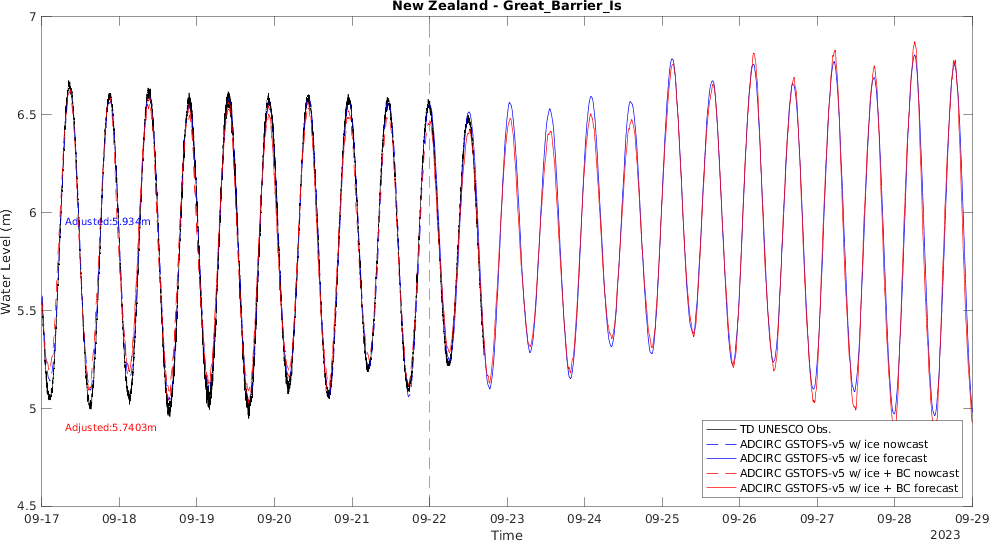 New Zealand - Great_Barrier_Is
7
6.5
6
5.5
5
4.5
Water Level (m)
Adjusted:5.934m
Adjusted:5.7403m
TD UNESCO Obs.
ADCIRC GSTOFS-v5 w/ ice nowcast
ADCIRC GSTOFS-v5 w/ ice forecast
ADCIRC GSTOFS-v5 w/ ice + BC nowcast
ADCIRC GSTOFS-v5 w/ ice + BC forecast
09-17 09-18 09-19 09-20 09-21 09-22 09-23 09-24 09-25 09-26 09-27 09-28 09-29
Time
2023